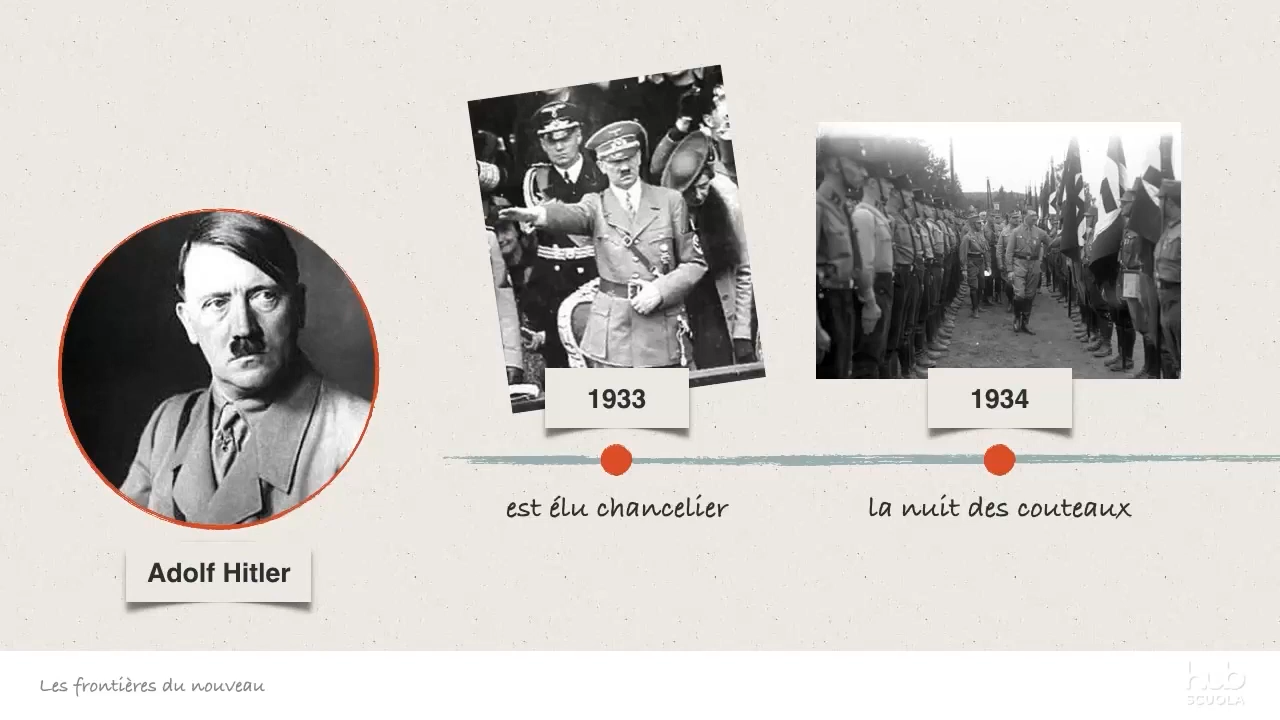 1933
1934
est élu chancelier
la nuit des couteaux
Adolf Hitler
Les frontières du nouveau
hub
SCUOLA